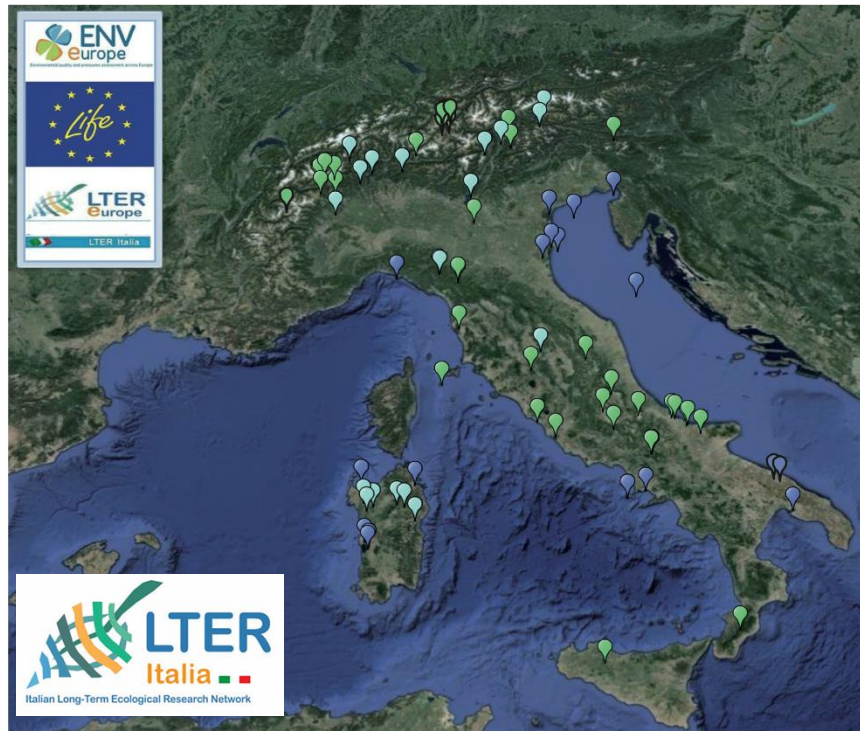 ENV
europe
Environmental quality and pressures assessment across Europe
Life
LTER
europe
LTER Italia
LTER
Italia
Italian Long-Term Ecological Research Network